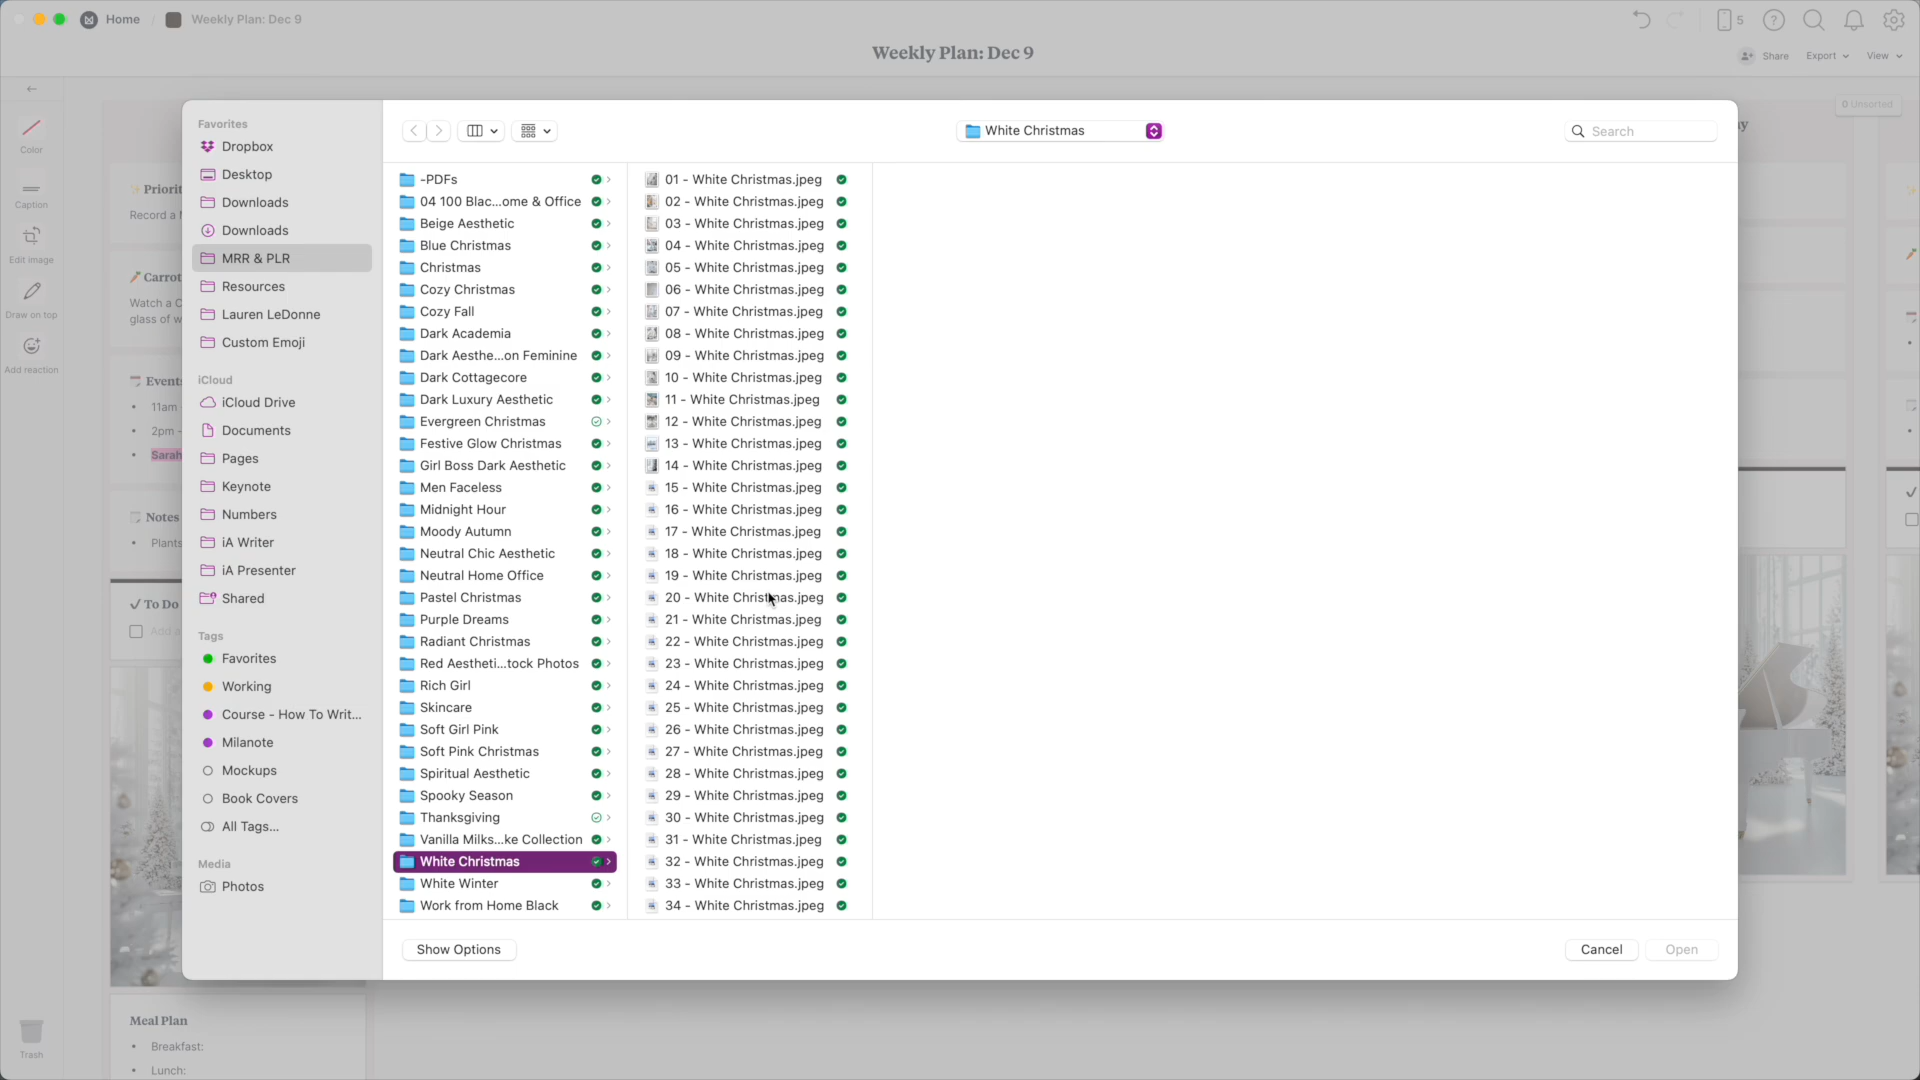 Home / Weekly Plan: Dec 9
5
Weekly Plan: Dec 9
Share
Export
View
0 Unsorted
Color
Caption
Edit image
Draw on top
Add reaction
Trash
Priorit
Record a
Carrot
Watch a C
glass of w
Events
11am
2pm -
Sarah
Notes
Plants
To Do
Add a
Meal Plan
Breakfast:
Lunch:
Favorites
Dropbox
Desktop
Downloads
Downloads
MRR & PLR
Resources
Lauren LeDonne
Custom Emoji
iCloud
iCloud Drive
Documents
Pages
Keynote
Numbers
iA Writer
iA Presenter
Shared
Tags
Favorites
Working
Course - How To Writ...
Milanote
Mockups
Book Covers
All Tags...
Media
Photos
White Christmas
Search
-PDFs
04 100 Blac...ome & Office
Beige Aesthetic
Blue Christmas
Christmas
Cozy Christmas
Cozy Fall
Dark Academia
Dark Aesthe...on Feminine
Dark Cottagecore
Dark Luxury Aesthetic
Evergreen Christmas
Festive Glow Christmas
Girl Boss Dark Aesthetic
Men Faceless
Midnight Hour
Moody Autumn
Neutral Chic Aesthetic
Neutral Home Office
Pastel Christmas
Purple Dreams
Radiant Christmas
Red Aestheti...tock Photos
Rich Girl
Skincare
Soft Girl Pink
Soft Pink Christmas
Spiritual Aesthetic
Spooky Season
Thanksgiving
Vanilla Milks...ke Collection
White Christmas
White Winter
Work from Home Black
01 - White Christmas.jpeg
02 - White Christmas.jpeg
03 - White Christmas.jpeg
04 - White Christmas.jpeg
05 - White Christmas.jpeg
06 - White Christmas.jpeg
07 - White Christmas.jpeg
08 - White Christmas.jpeg
09 - White Christmas.jpeg
10 - White Christmas.jpeg
11 - White Christmas.jpeg
12 - White Christmas.jpeg
13 - White Christmas.jpeg
14 - White Christmas.jpeg
15 - White Christmas.jpeg
16 - White Christmas.jpeg
17 - White Christmas.jpeg
18 - White Christmas.jpeg
19 - White Christmas.jpeg
20 - White Christmas.jpeg
21 - White Christmas.jpeg
22 - White Christmas.jpeg
23 - White Christmas.jpeg
24 - White Christmas.jpeg
25 - White Christmas.jpeg
26 - White Christmas.jpeg
27 - White Christmas.jpeg
28 - White Christmas.jpeg
29 - White Christmas.jpeg
30 - White Christmas.jpeg
31 - White Christmas.jpeg
32 - White Christmas.jpeg
33 - White Christmas.jpeg
34 - White Christmas.jpeg
Show Options
Cancel
Open